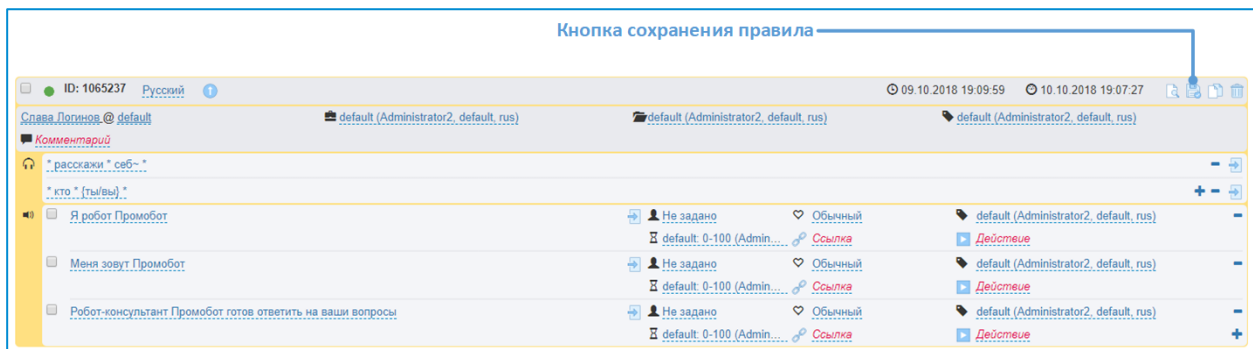 Кнопка сохранения правила
ID: 1065237 Русский 09.10.2018 19:09:59 10.10.2018 19:07:27
Слава Логинов @ default default (Administrator2, default, rus) default (Administrator2, default, rus) default (Administrator2, default, rus)
Комментарий
* расскажи * себ~ *
* кто * {ты/вы} *
Я робот Промобот Не задано Обычный default (Administrator2, default, rus)
default: 0-100 (Admin... Ссылка Действие
Меня зовут Промобот Не задано Обычный default (Administrator2, default, rus)
default: 0-100 (Admin... Ссылка Действие
Робот-консультант Промобот готов ответить на ваши вопросы Не задано Обычный default (Administrator2, default, rus)
default: 0-100 (Admin... Ссылка Действие